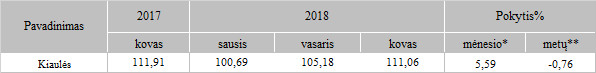 Pavadinimas 2017 2018 Pokytis%
kovas sausis vasaris kovas mėnesio* metų**
Kiaulės 111,91 100,69 105,18 111,06 5,59 -0,76